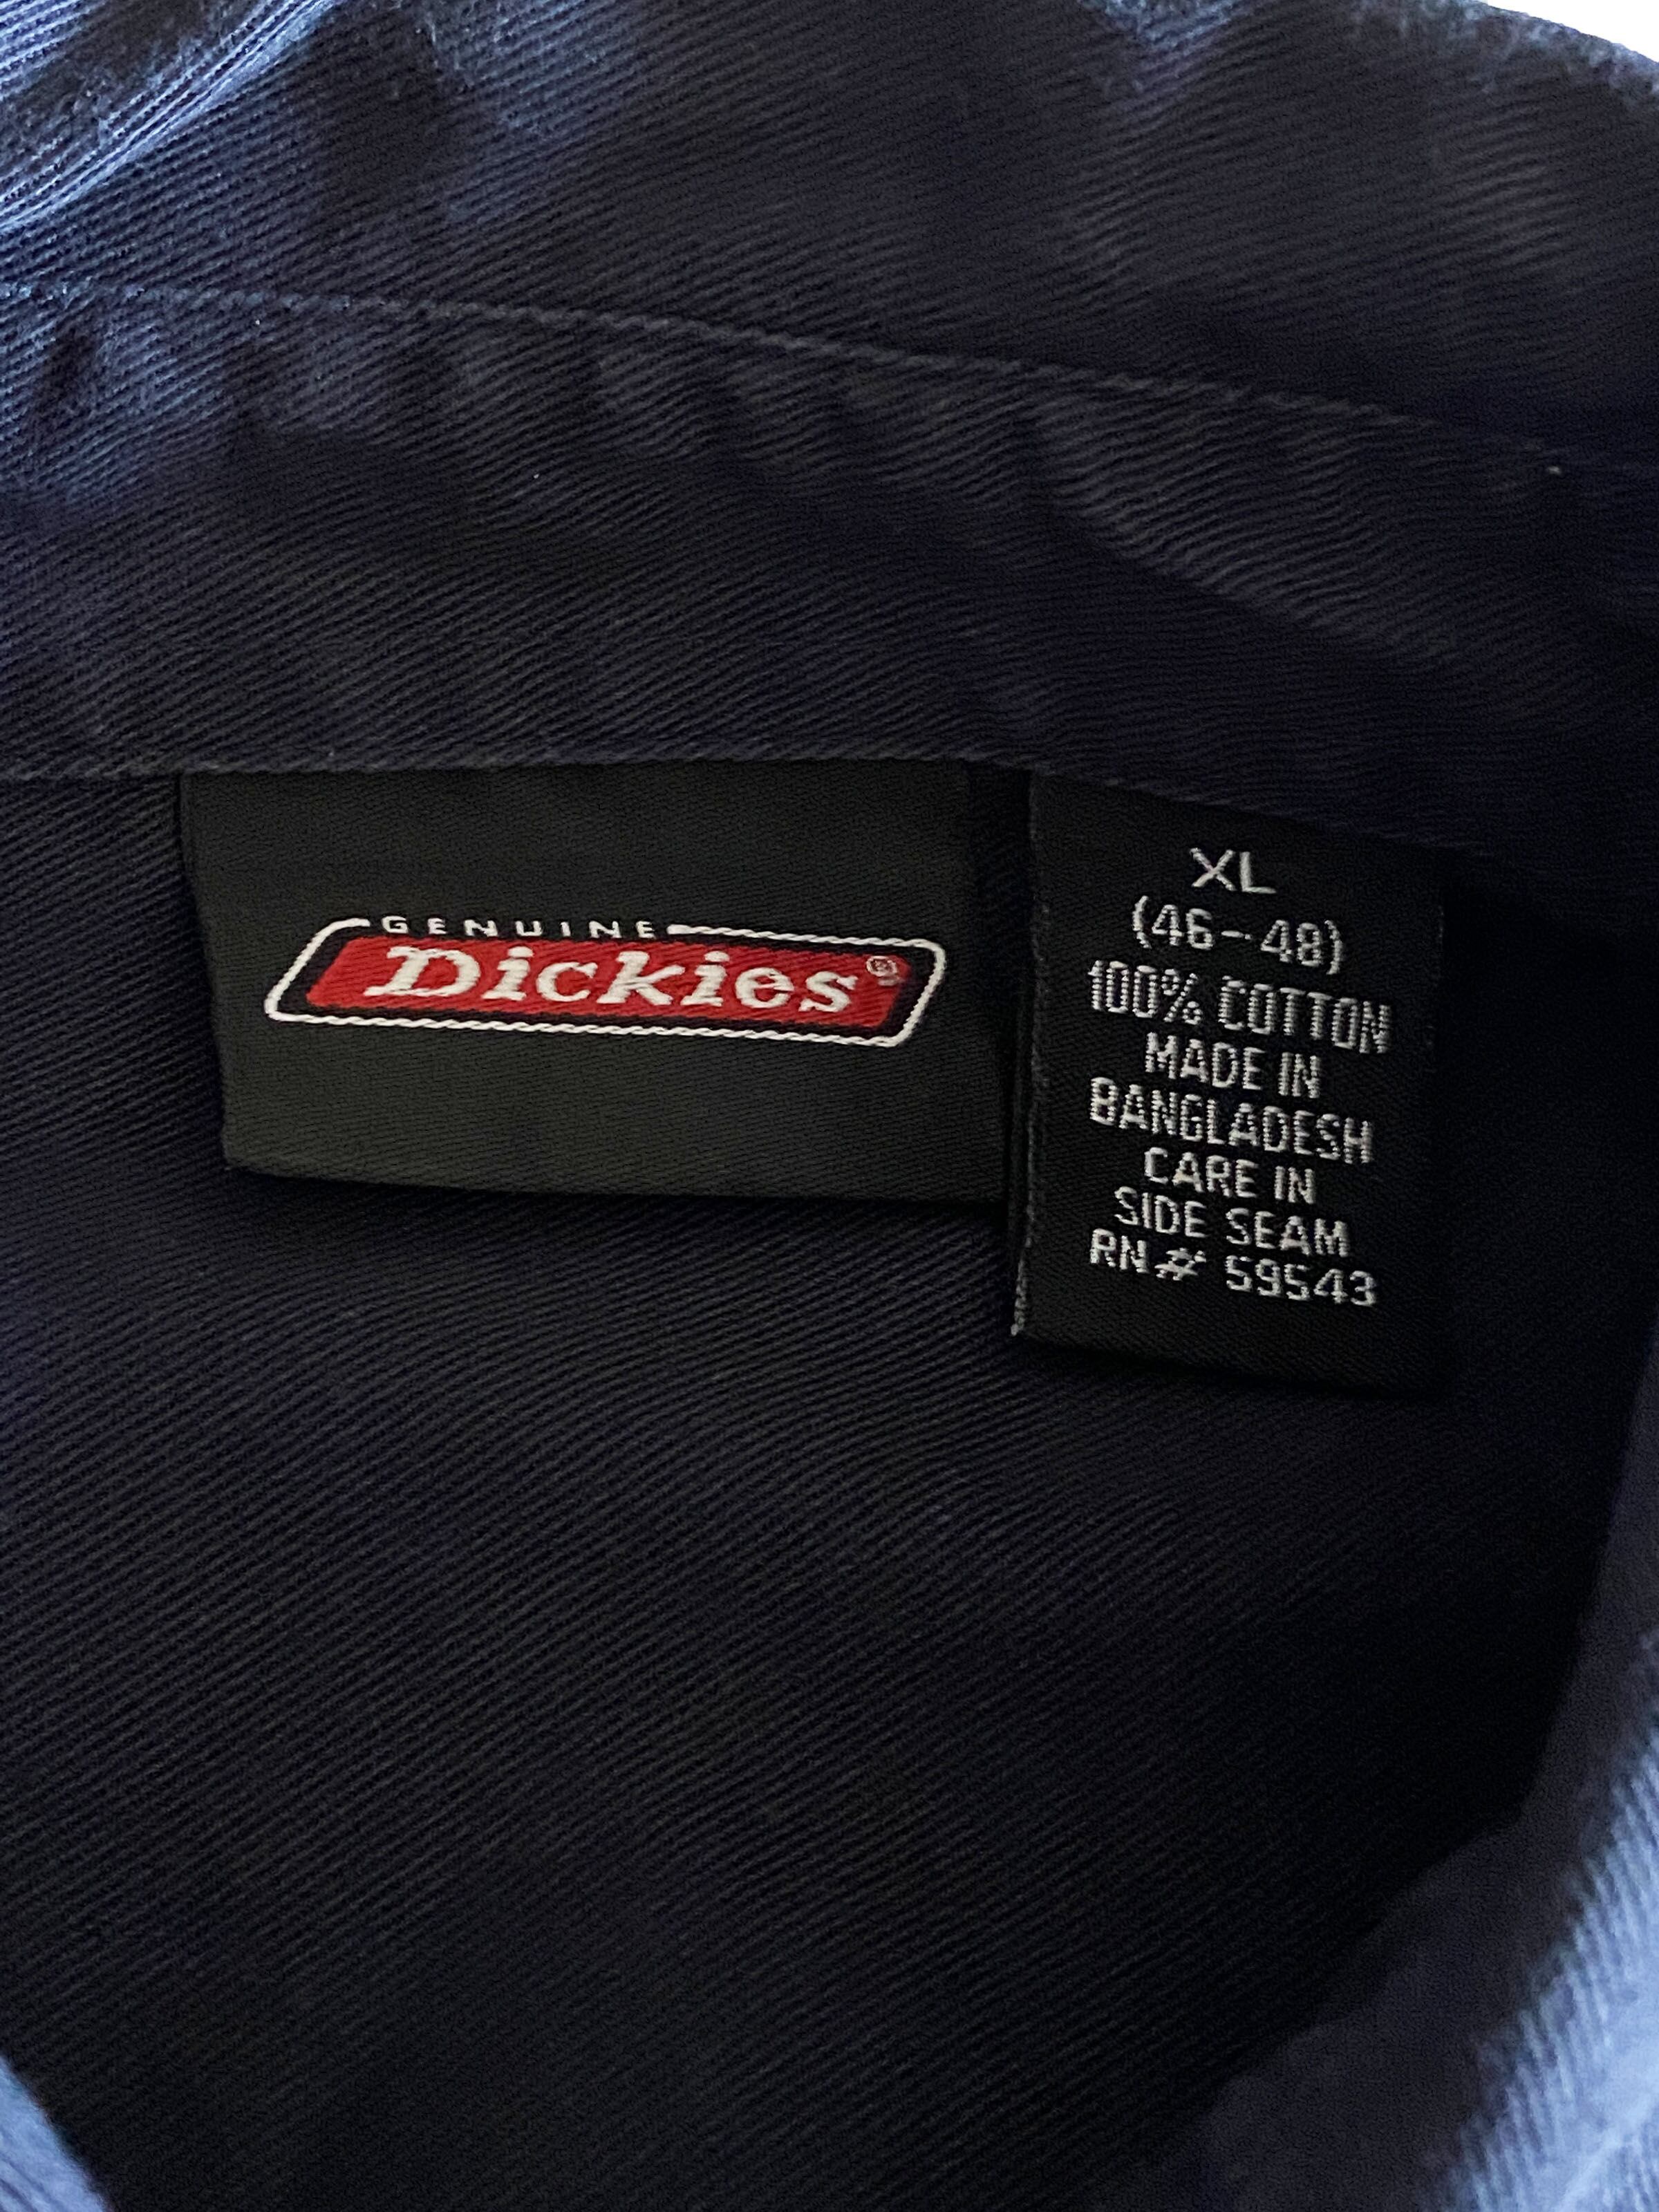 GENUINE
Dickies®
XL
(46-48)
100% COTTON
MADE IN
BANGLADESH
CARE IN
SIDE SEAM
RN# 59543